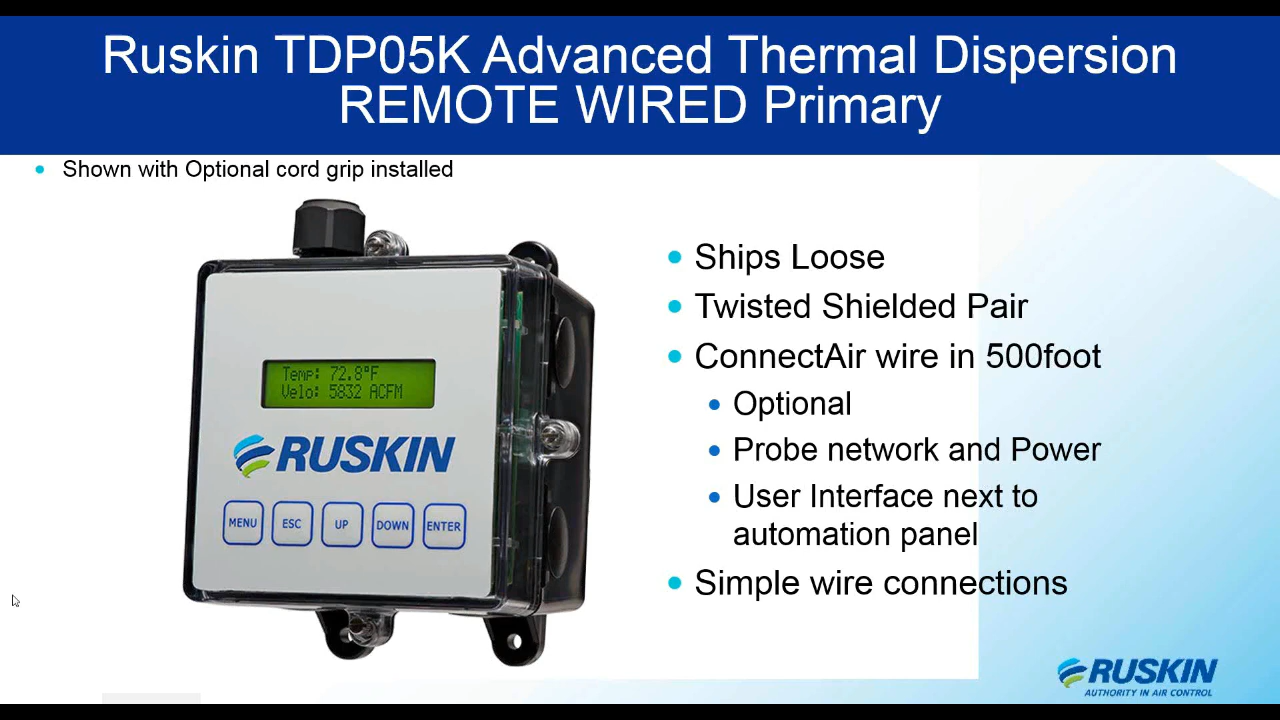 Ruskin TDP05K Advanced Thermal Dispersion
REMOTE WIRED Primary
Shown with Optional cord grip installed
Temp: 72.8°F
Velo: 5832 ACFM
RUSKIN
MENU ESC UP DOWN ENTER
Ships Loose
Twisted Shielded Pair
ConnectAir wire in 500foot
Optional
Probe network and Power
User Interface next to
automation panel
Simple wire connections
RUSKIN
AUTHORITY IN AIR CONTROL